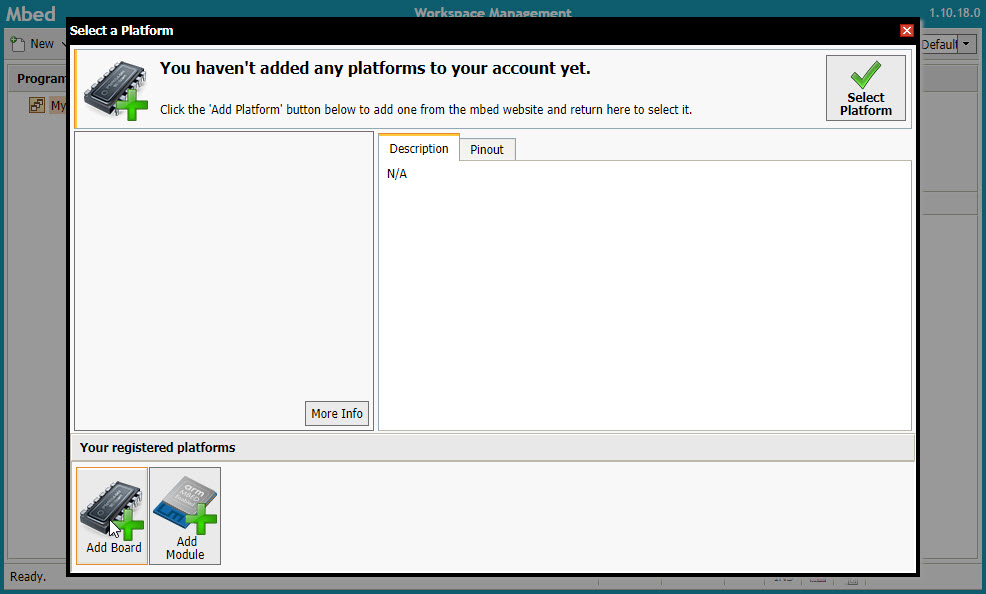 Mbed
Workspace Management
1.10.18.0
New
Default
Program
My
Select a Platform
You haven't added any platforms to your account yet.
Click the 'Add Platform' button below to add one from the mbed website and return here to select it.
Select
Platform
Description
Pinout
N/A
More Info
Your registered platforms
Add Board
arm
MBED
Enabled
Add
Module
Ready.